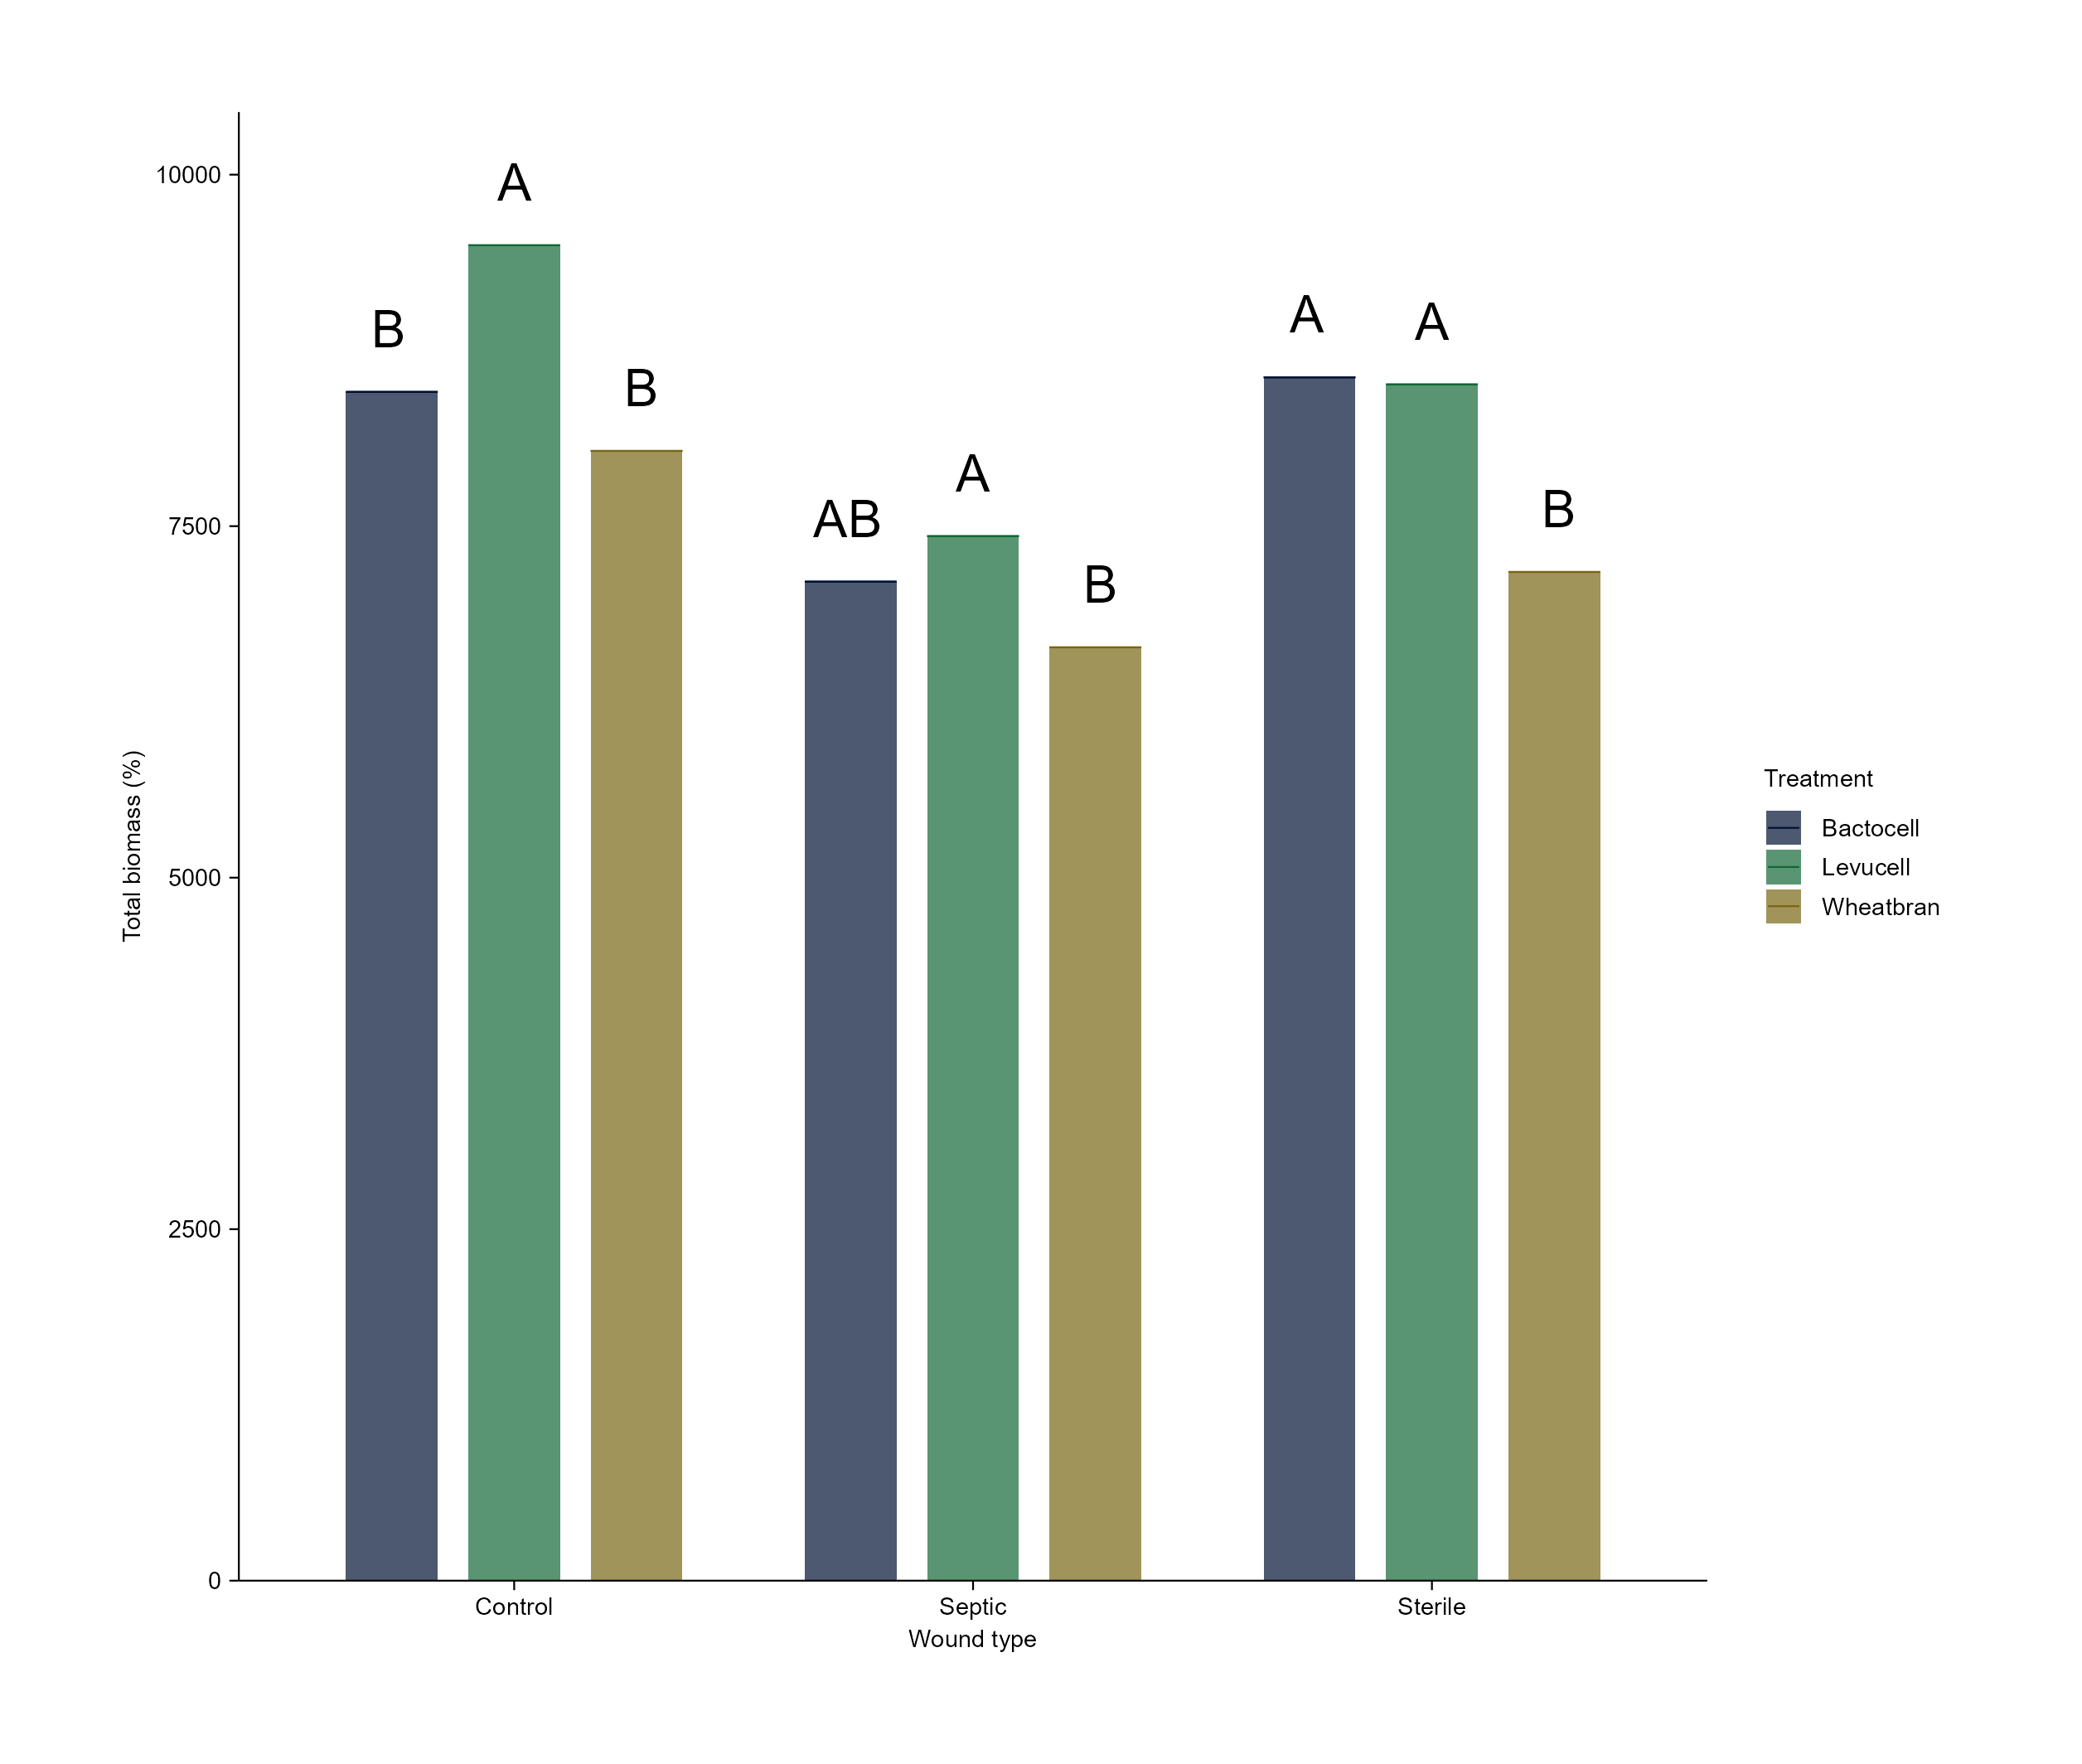 10000
7500
5000
2500
0
Total biomass (%)
B
A
B
AB
A
B
A
A
B
Control
Septic
Sterile
Wound type
Treatment
Bactocell
Levucell
Wheatbran